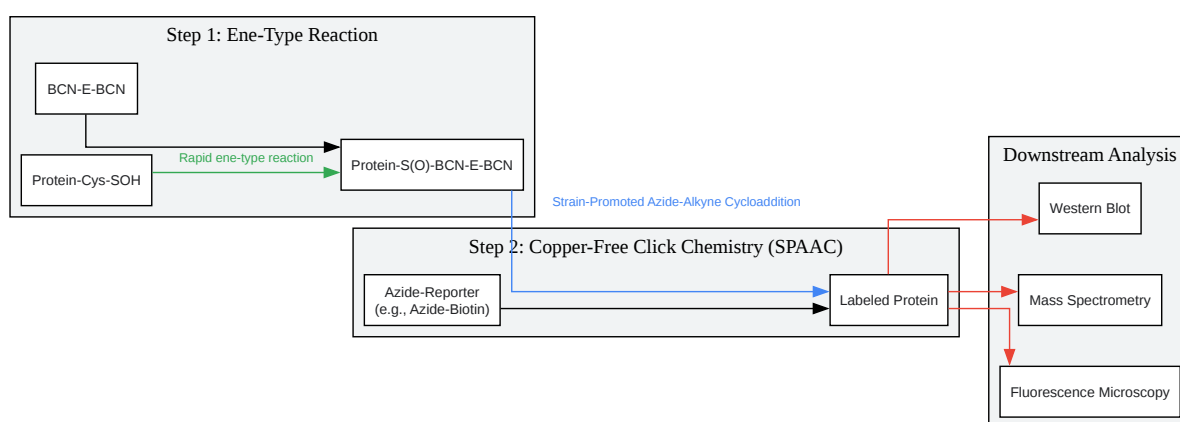 Step 1: Ene-Type Reaction
BCN-E-BCN
Rapid ene-type reaction
Protein-Cys-SOH
Protein-S(O)-BCN-E-BCN
Strain-Promoted Azide-Alkyne Cycloaddition
Step 2: Copper-Free Click Chemistry (SPAAC)
Azide-Reporter
(e.g., Azide-Biotin)
Labeled Protein
Downstream Analysis
Western Blot
Mass Spectrometry
Fluorescence Microscopy